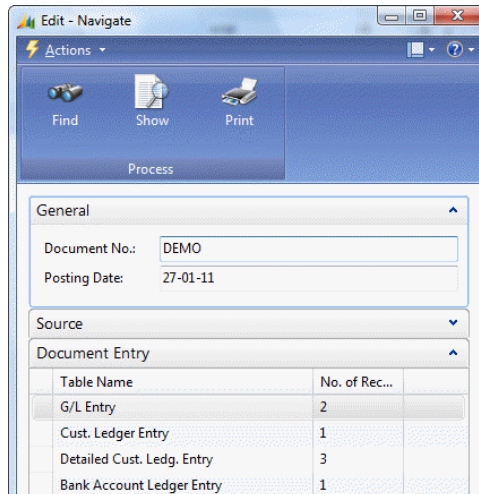 Edit - Navigate
Actions
Find Show Print
Process
General
Document No.: DEMO
Posting Date: 27-01-11
Source
Document Entry
Table Name No. of Rec...
G/L Entry 2
Cust. Ledger Entry 1
Detailed Cust. Ledg. Entry 3
Bank Account Ledger Entry 1